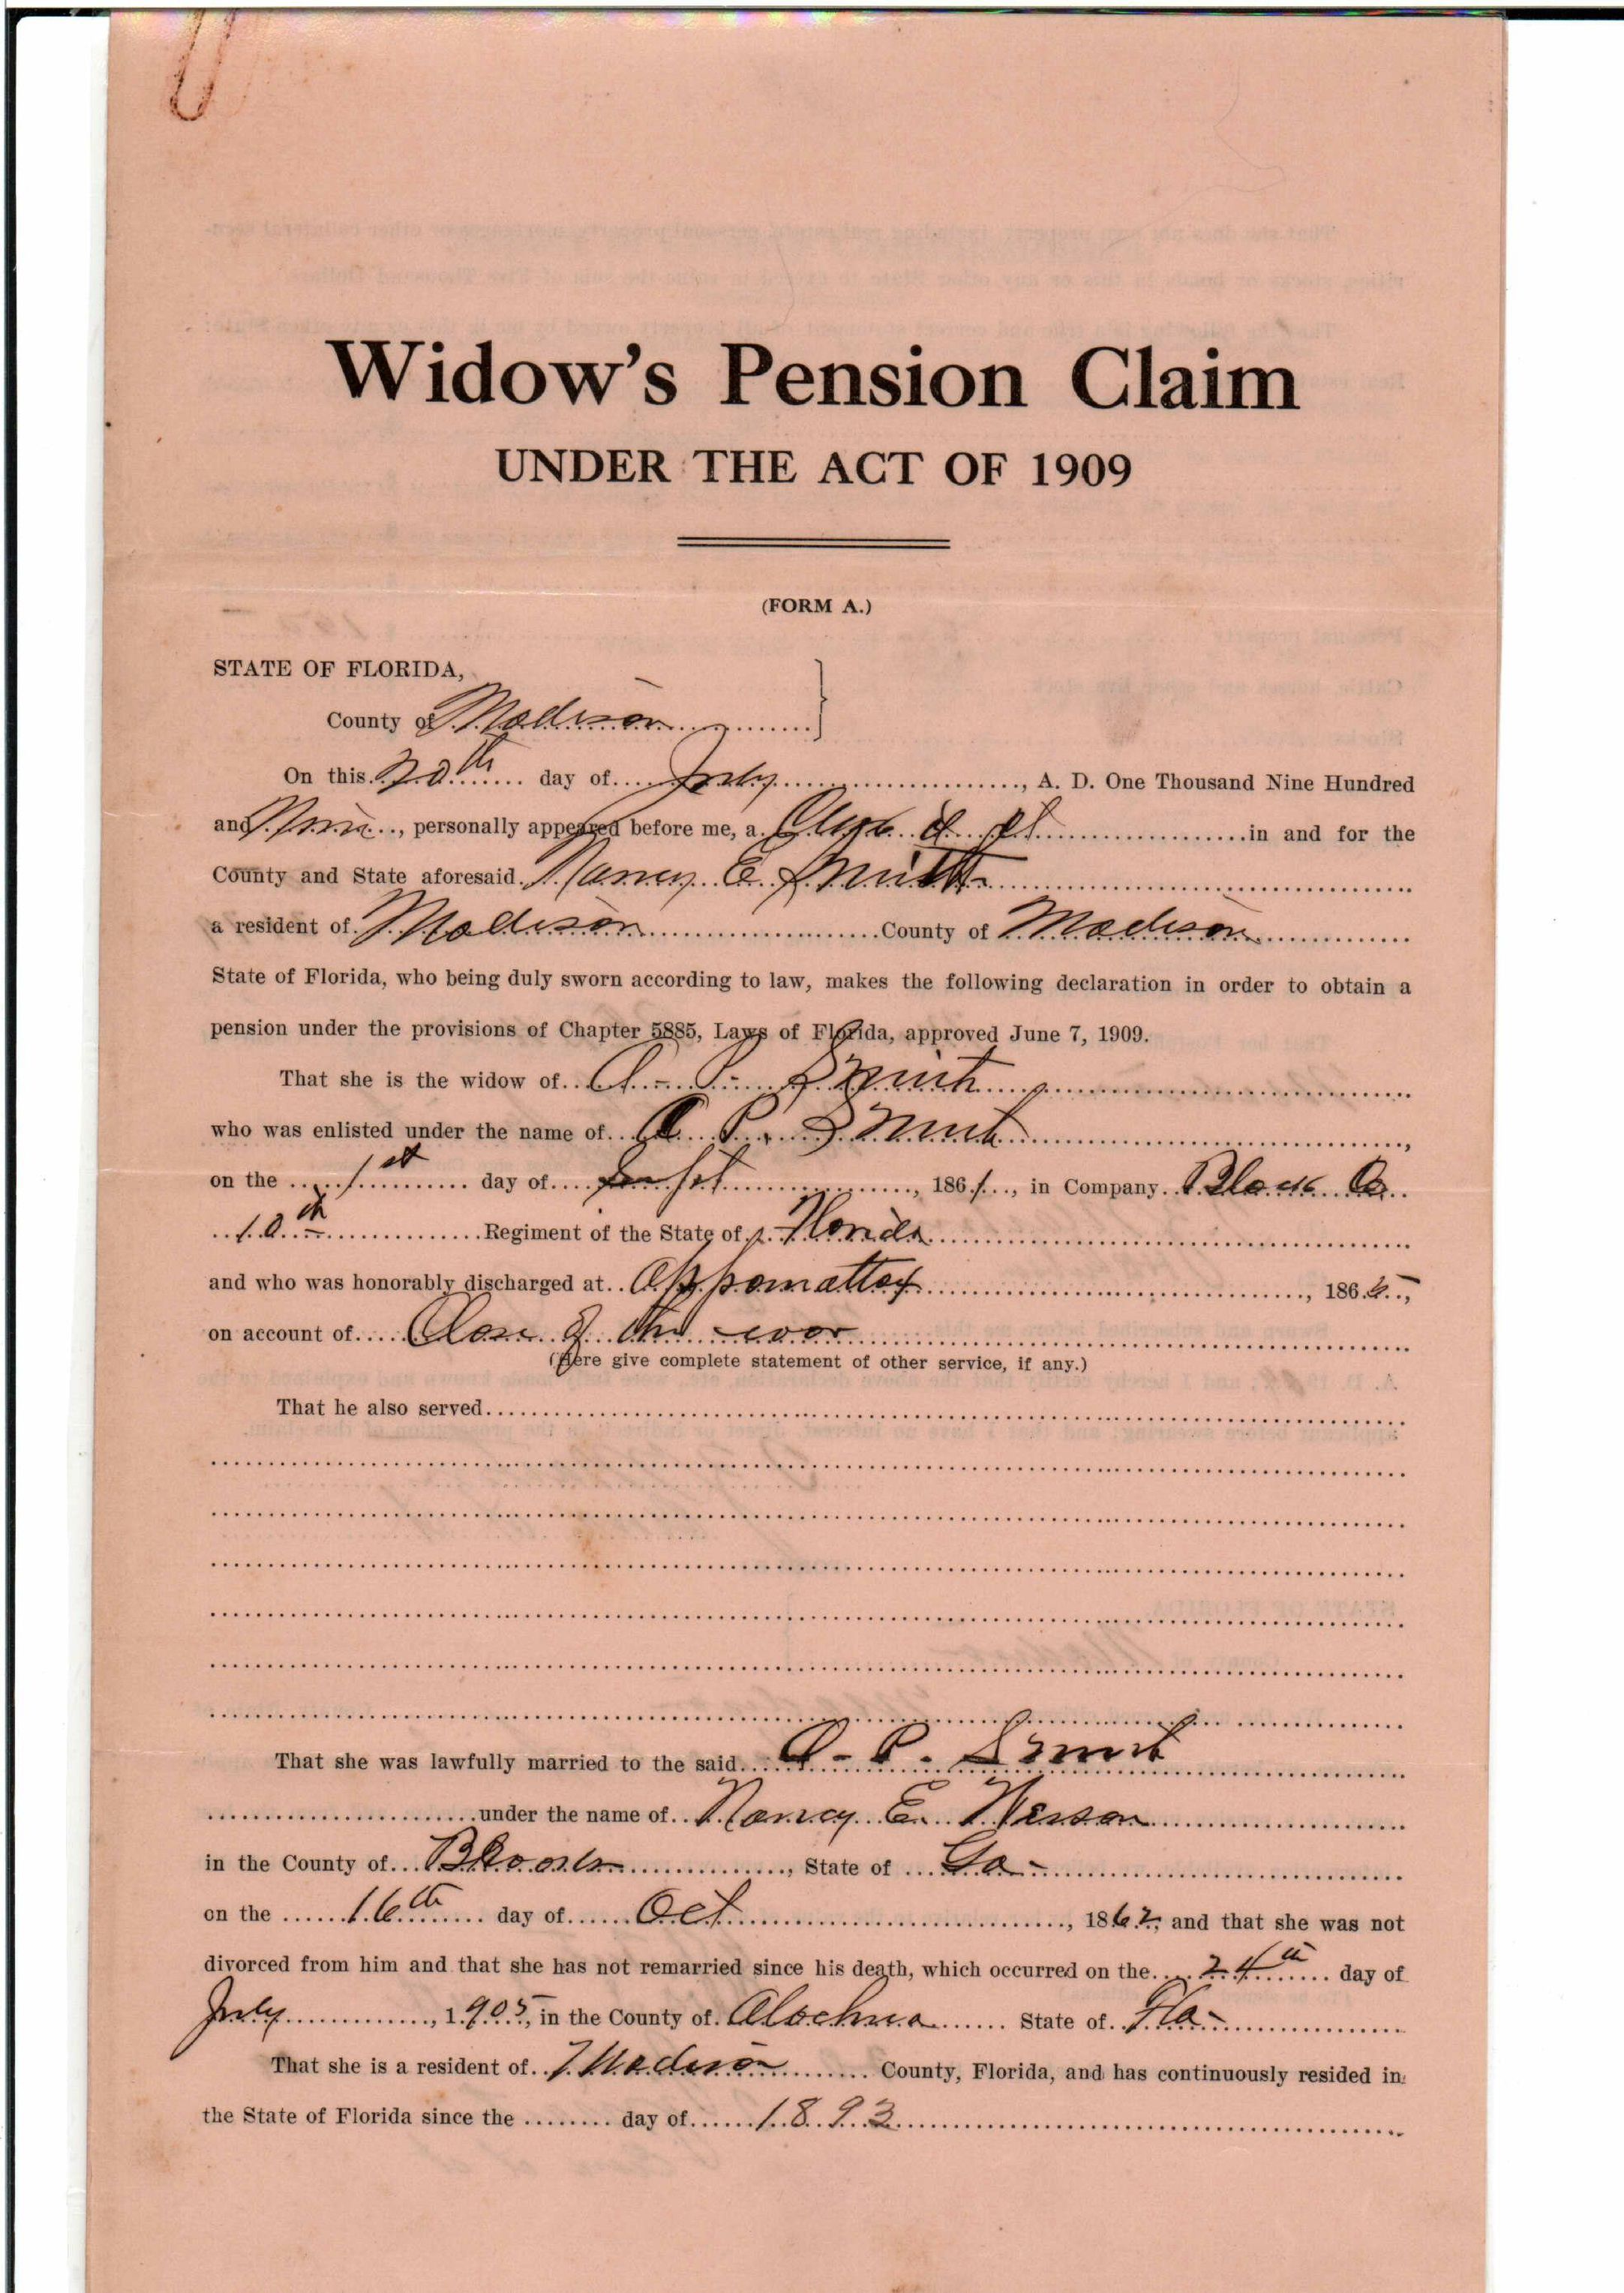 Widow's Pension Claim
UNDER THE ACT OF 1909
(FORM A.)
STATE OF FLORIDA,
County of Madison
On this 20th day of July, A. D. One Thousand Nine Hundred
and Nine, personally appeared before me, a Clerk in and for the
County and State aforesaid Nancy E Smith
a resident of Madison County of Madison
State of Florida, who being duly sworn according to law, makes the following declaration in order to obtain a
pension under the provisions of Chapter 5885, Laws of Florida, approved June 7, 1909.
That she is the widow of A - P - Smith
who was enlisted under the name of A P. Smith
on the 1st day of Sept, 1861, in Company
10th Regiment of the State of Florida
and who was honorably discharged at Appomattox, 1865,
on account of Close of the war
(Here give complete statement of other service, if any.)
That he also served
That she was lawfully married to the said A - P. Smith
under the name of Nancy E.
in the County of Brooks, State of Ga -
on the 16th day of Oct, 1862, and that she was not
divorced from him and that she has not remarried since his death, which occurred on the 24th day of
July, 1905, in the County of Alachua State of Fla -
That she is a resident of Madison County, Florida, and has continuously resided in
the State of Florida since the day of 1893